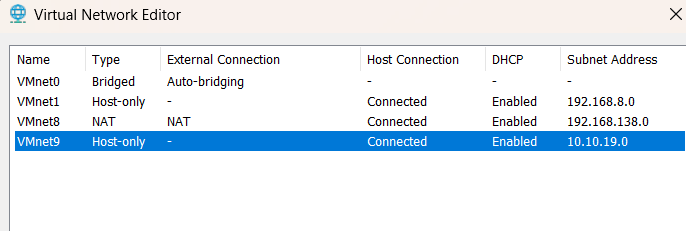 Virtual Network Editor
Name Type External Connection Host Connection DHCP Subnet Address
VMnet0 Bridged Auto-bridging - - -
VMnet1 Host-only - Connected Enabled 192.168.8.0
VMnet8 NAT NAT Connected Enabled 192.168.138.0
VMnet9 Host-only - Connected Enabled 10.10.19.0